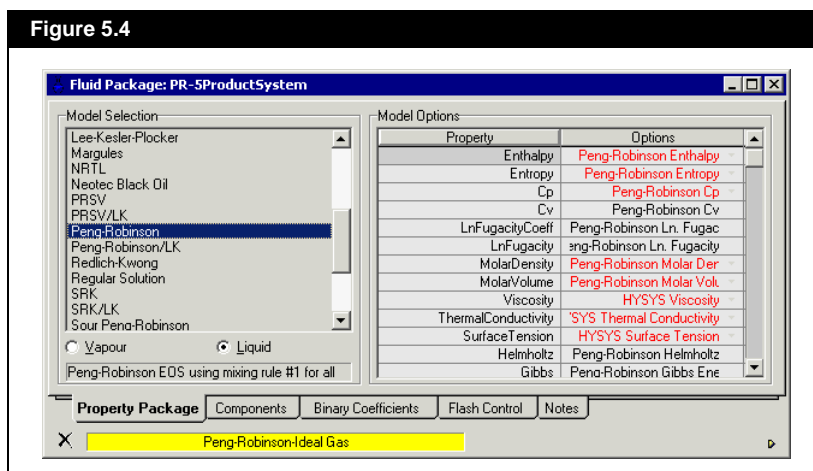 Figure 5.4
Fluid Package: PR-5ProductSystem
Model Selection
Lee-Kesler-Plocker
Margules
NRTL
Neotec Black Oil
PRSV
PRSV/LK
Peng-Robinson
Peng-Robinson/LK
Redlich-Kwong
Regular Solution
SRK
SRK/LK
Sour Peng-Robinson
Vapour Liquid
Peng-Robinson EOS using mixing rule #1 for all
Model Options
Property Options
Enthalpy Peng-Robinson Enthalpy
Entropy Peng-Robinson Entropy
Cp Peng-Robinson Cp
Cv Peng-Robinson Cv
LnFugacityCoeff Peng-Robinson Ln. Fugac
LnFugacity eng-Robinson Ln. Fugacity
MolarDensity Peng-Robinson Molar Der
MolarVolume Peng-Robinson Molar Volu
Viscosity HYSYS Viscosity
ThermalConductivity 'SYS Thermal Conductivity
SurfaceTension HYSYS Surface Tension
Helmholtz Peng-Robinson Helmholtz
Gibbs Peng-Robinson Gibbs Ene
Property Package Components Binary Coefficients Flash Control Notes
Peng-Robinson-Ideal Gas